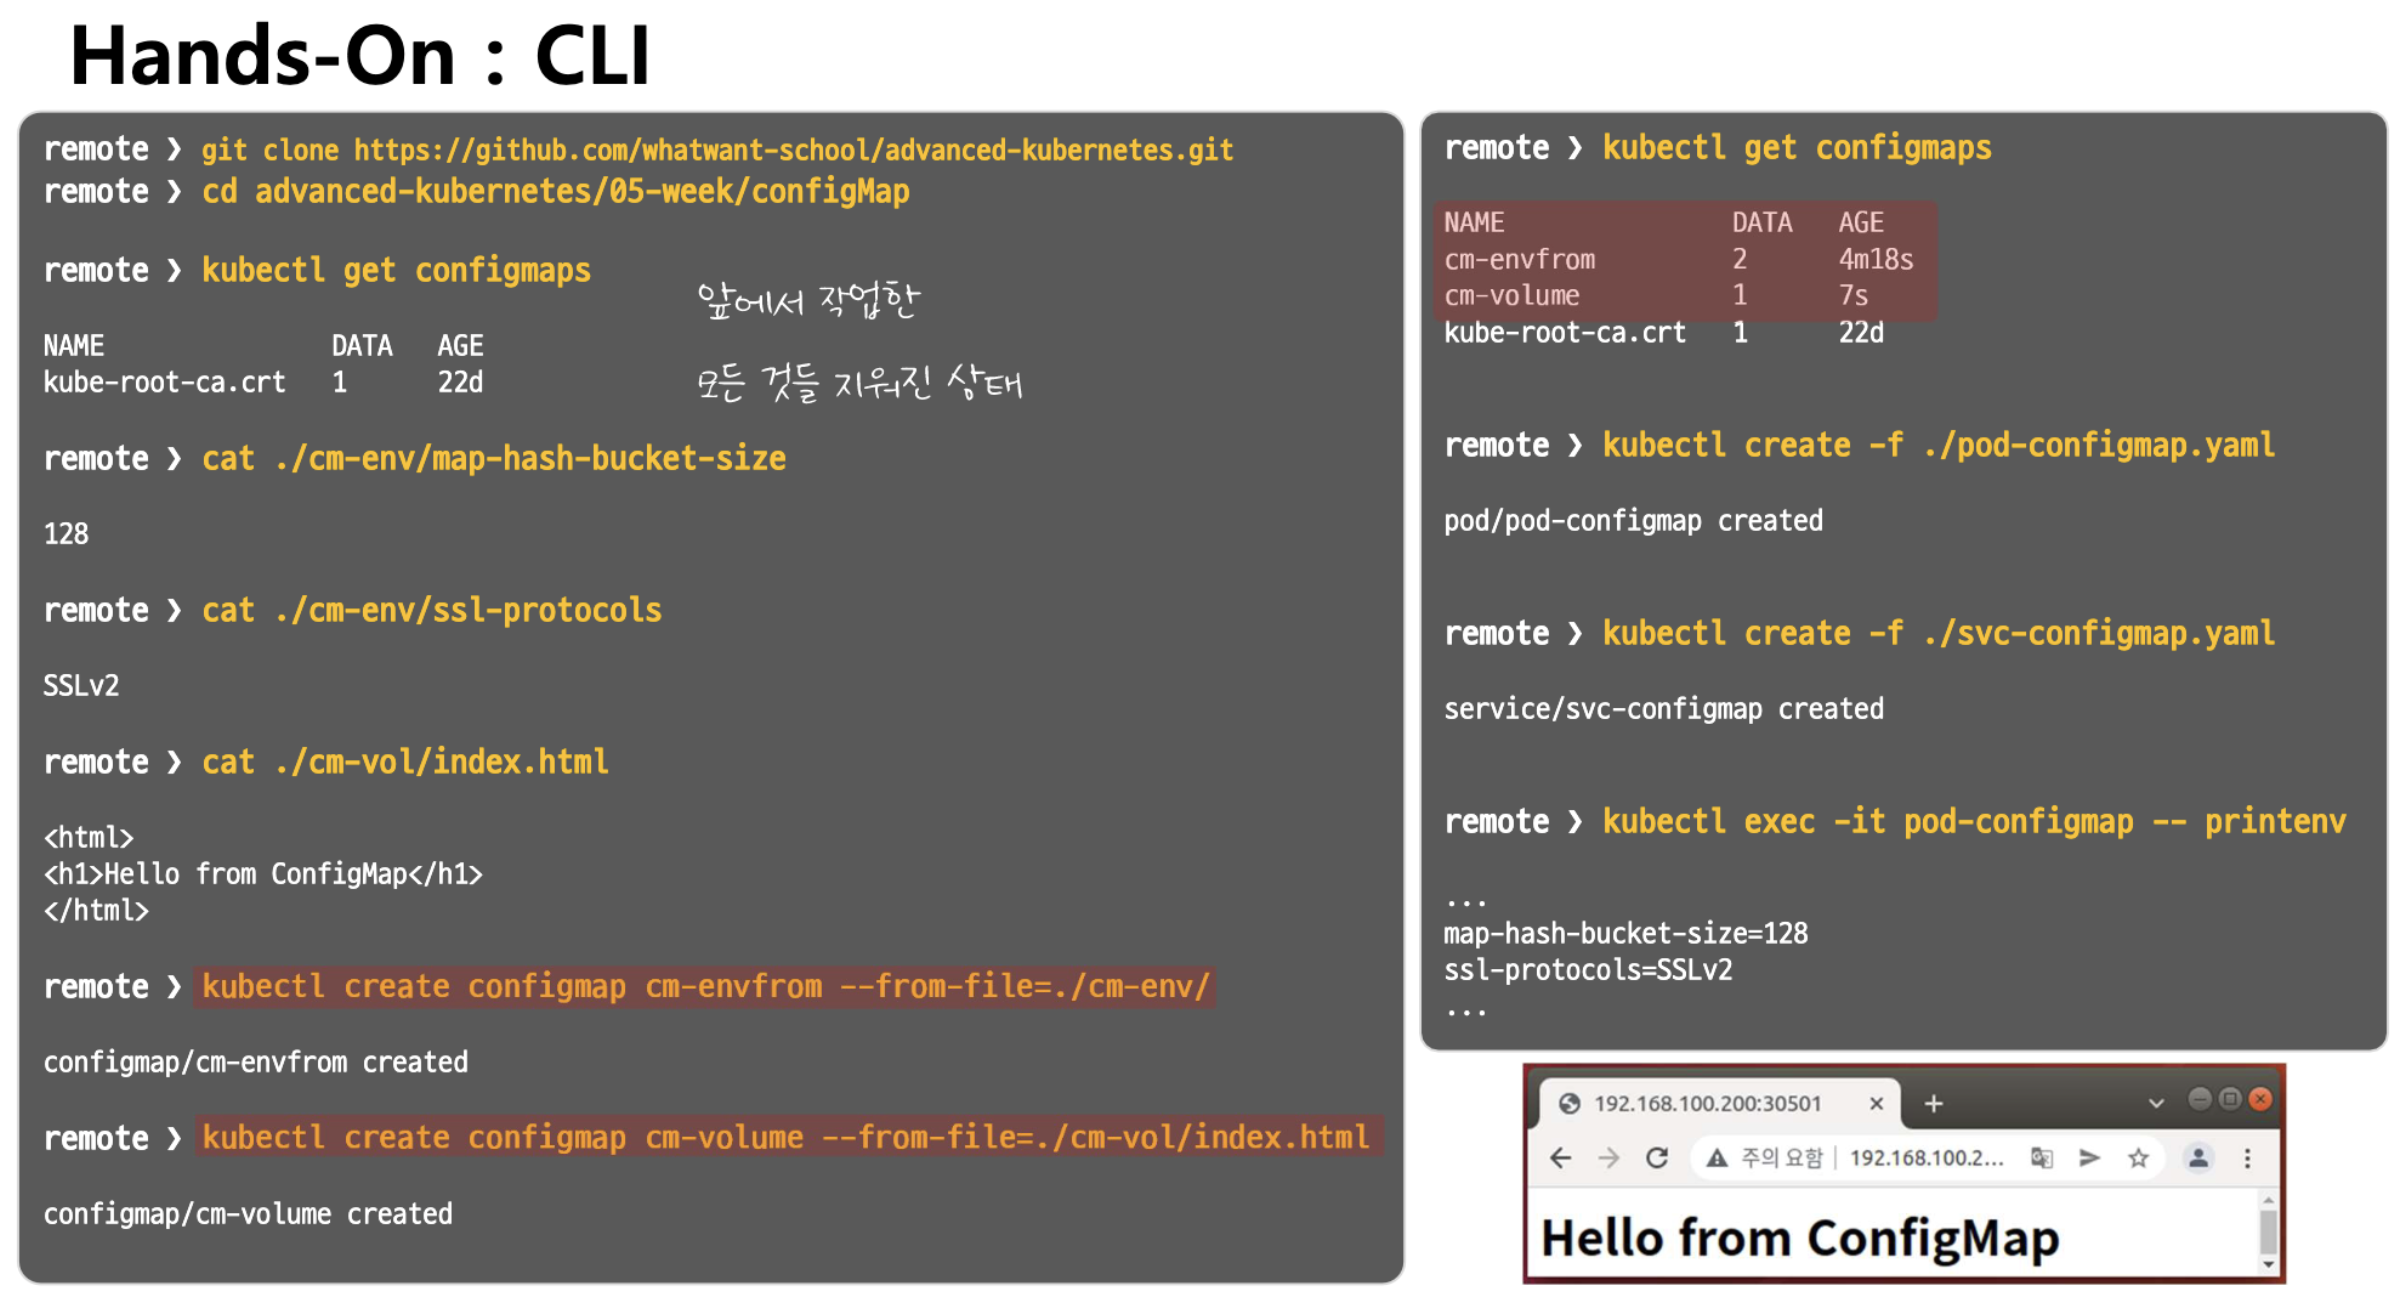 Hands-On : CLI
remote ❯ git clone https://github.com/whatwant-school/advanced-kubernetes.git
remote ❯ cd advanced-kubernetes/05-week/configMap
remote ❯ kubectl get configmaps
앞에서 작업한
모든 것들 지워진 상태
NAME DATA AGE
kube-root-ca.crt 1 22d
remote ❯ cat ./cm-env/map-hash-bucket-size
128
remote ❯ cat ./cm-env/ssl-protocols
SSLv2
remote ❯ cat ./cm-vol/index.html
<html>
<h1>Hello from ConfigMap</h1>
</html>
remote ❯ kubectl create configmap cm-envfrom --from-file=./cm-env/
configmap/cm-envfrom created
remote ❯ kubectl create configmap cm-volume --from-file=./cm-vol/index.html
configmap/cm-volume created
remote ❯ kubectl get configmaps
NAME DATA AGE
cm-envfrom 2 4m18s
cm-volume 1 7s
kube-root-ca.crt 1 22d
remote ❯ kubectl create -f ./pod-configmap.yaml
pod/pod-configmap created
remote ❯ kubectl create -f ./svc-configmap.yaml
service/svc-configmap created
remote ❯ kubectl exec -it pod-configmap -- printenv
...
map-hash-bucket-size=128
ssl-protocols=SSLv2
...
192.168.100.200:30501
주의 요함 192.168.100.2...
Hello from ConfigMap